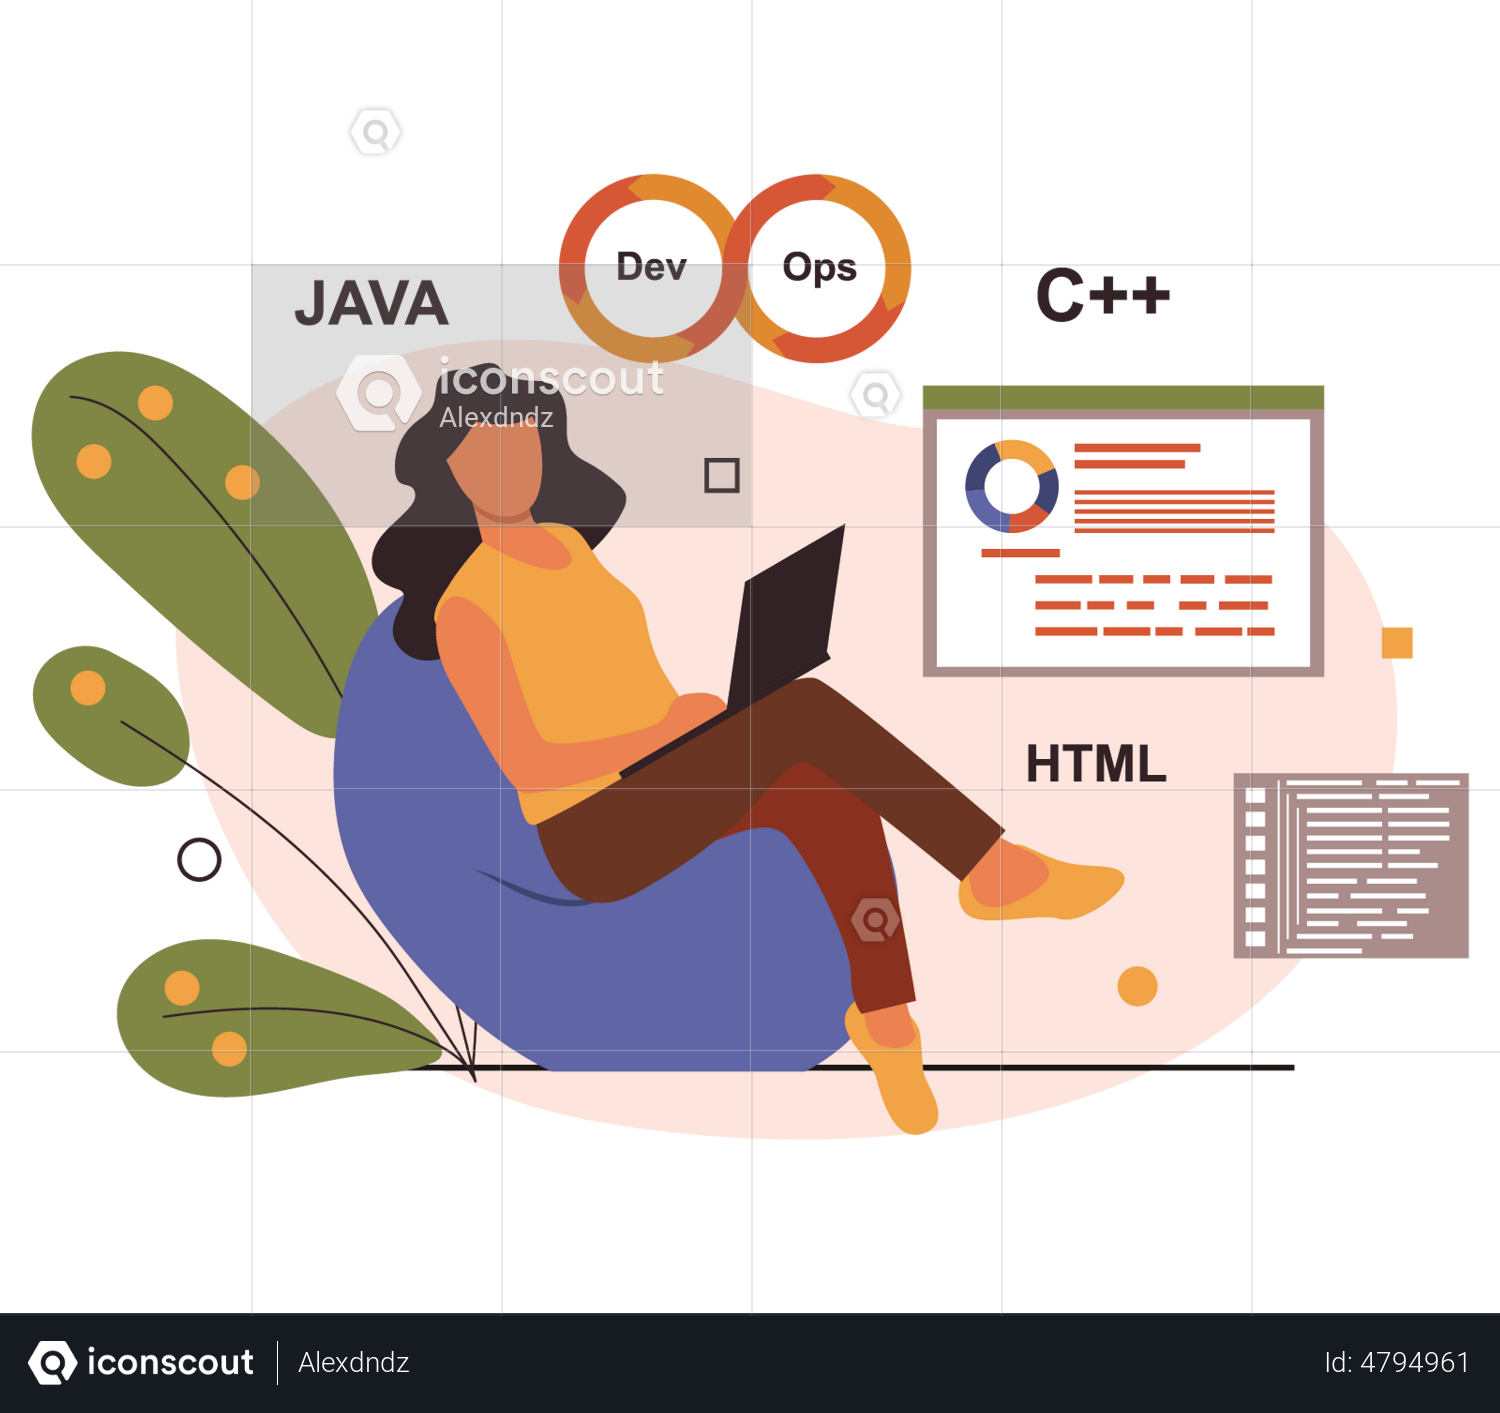 Dev
Ops
JAVA
C++
iconscout
Alexdndz
HTML
iconscout
Alexdndz
Id: 4794961